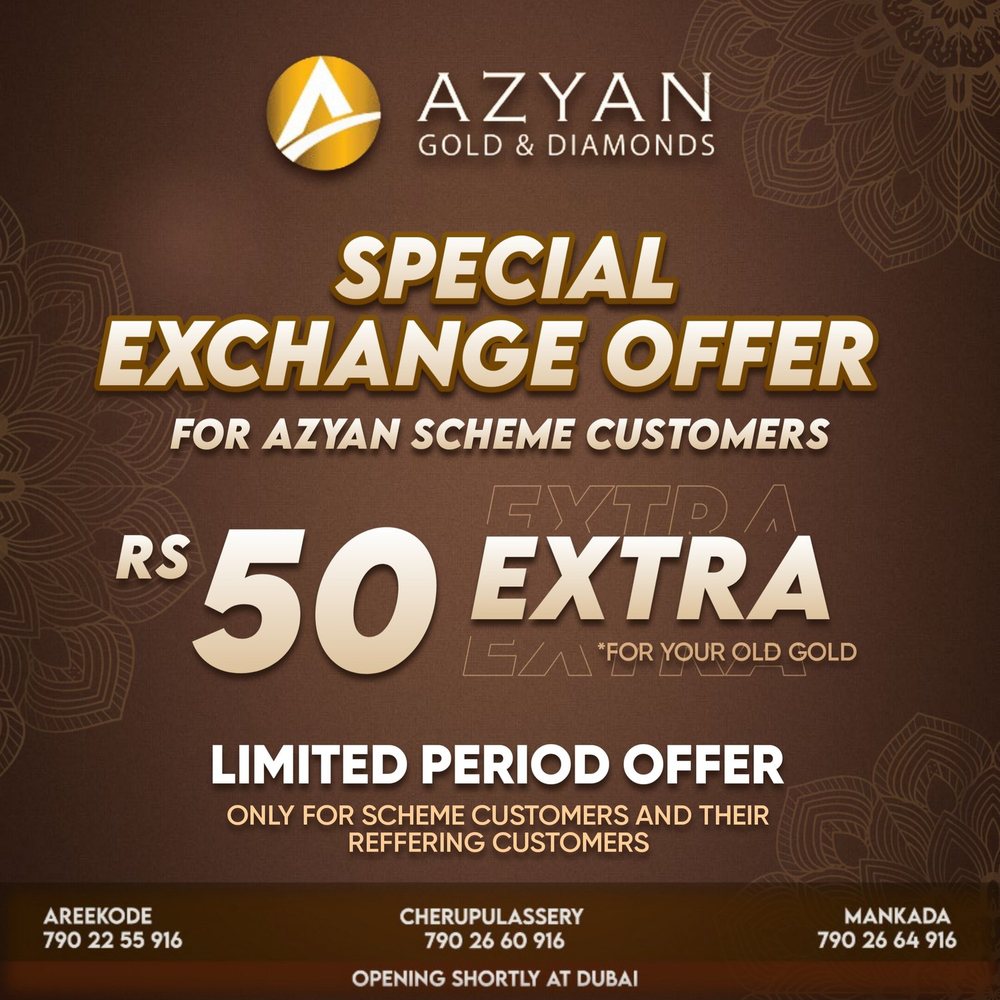 AZYAN
GOLD & DIAMONDS
SPECIAL
EXCHANGE OFFER
FOR AZYAN SCHEME CUSTOMERS
EXTRA
RS 50 EXTRA
EXTRA
*FOR YOUR OLD GOLD
LIMITED PERIOD OFFER
ONLY FOR SCHEME CUSTOMERS AND THEIR
REFFERING CUSTOMERS
AREEKODE
790 22 55 916
CHERUPULASSERY
790 26 60 916
MANKADA
790 26 64 916
OPENING SHORTLY AT DUBAI